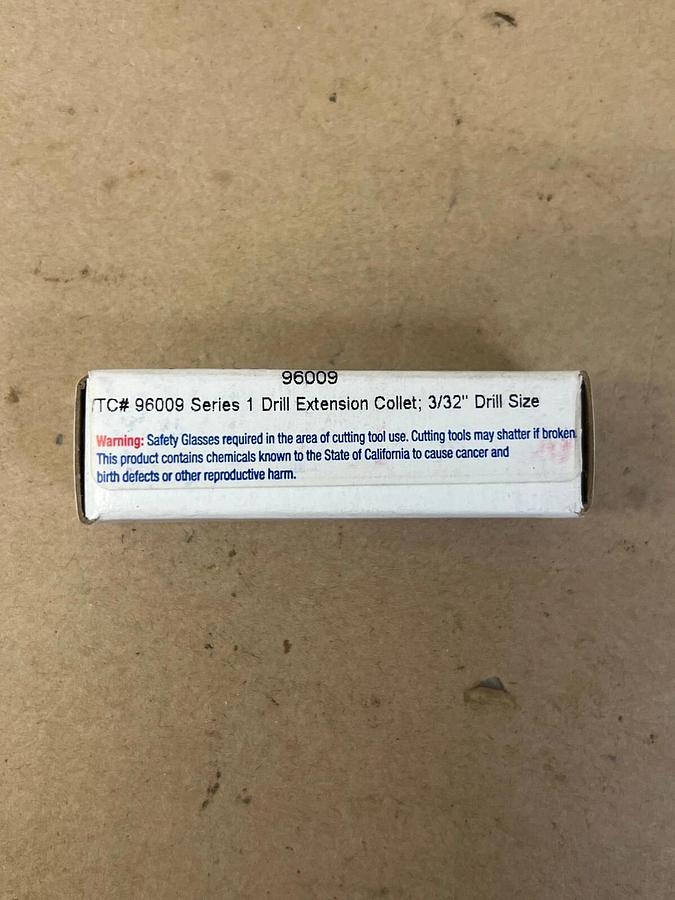 96009
TC# 96009 Series 1 Drill Extension Collet; 3/32" Drill Size
Warning: Safety Glasses required in the area of cutting tool use. Cutting tools may shatter if broken.
This product contains chemicals known to the State of California to cause cancer and
birth defects or other reproductive harm.